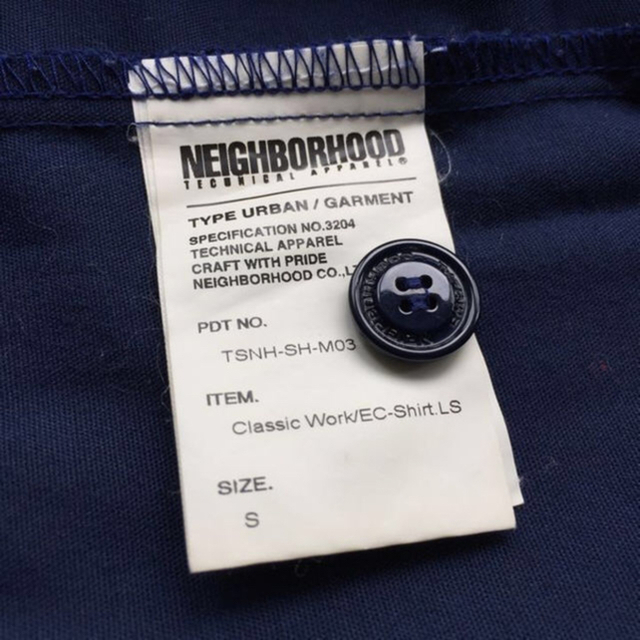 NEIGHBORHOOD®
TECHNICAL APPAREL
TYPE URBAN / GARMENT
SPECIFICATION NO.3204
TECHNICAL APPAREL
CRAFT WITH PRIDE
NEIGHBORHOOD CO.,
PDT NO.
TSNH-SH-M03
ITEM.
Classic Work/EC-Shirt.LS
SIZE.
S